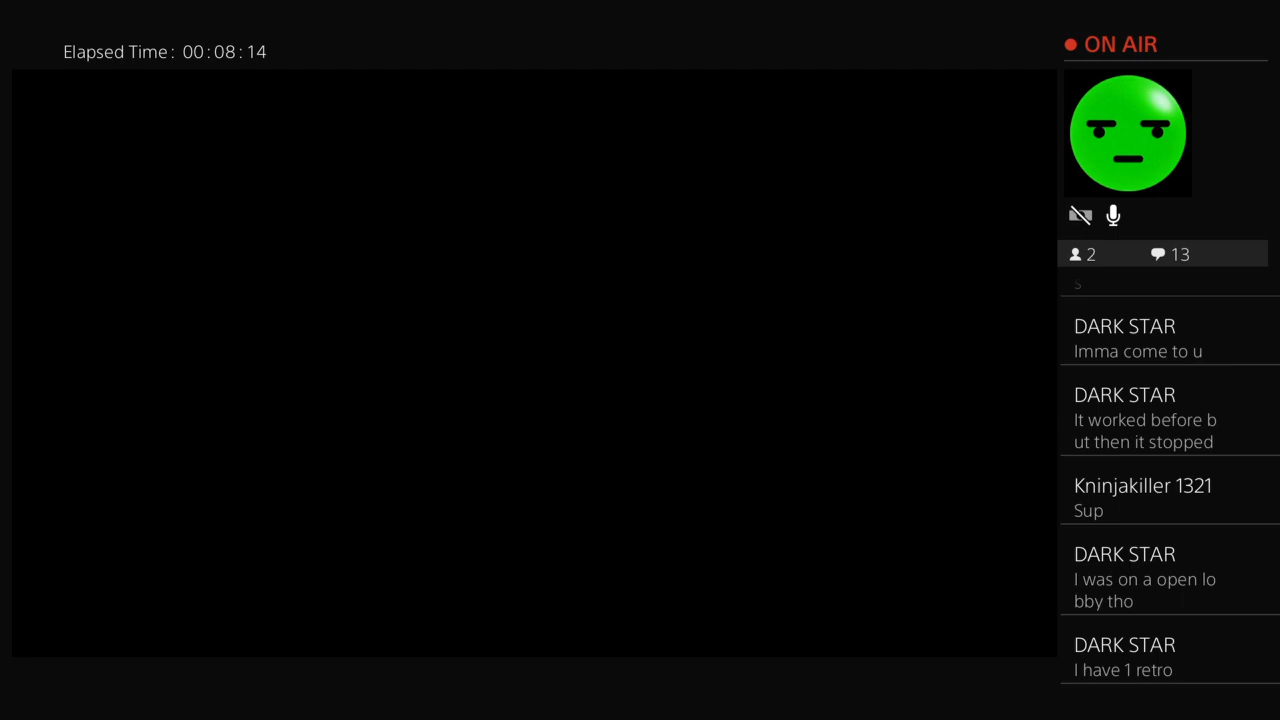 Elapsed Time: 00:08:14
ON AIR
2 13
s
DARK STAR
Imma come to u
DARK STAR
It worked before b
ut then it stopped
Kninjakiller 1321
Sup
DARK STAR
I was on a open lo
bby tho
DARK STAR
I have 1 retro